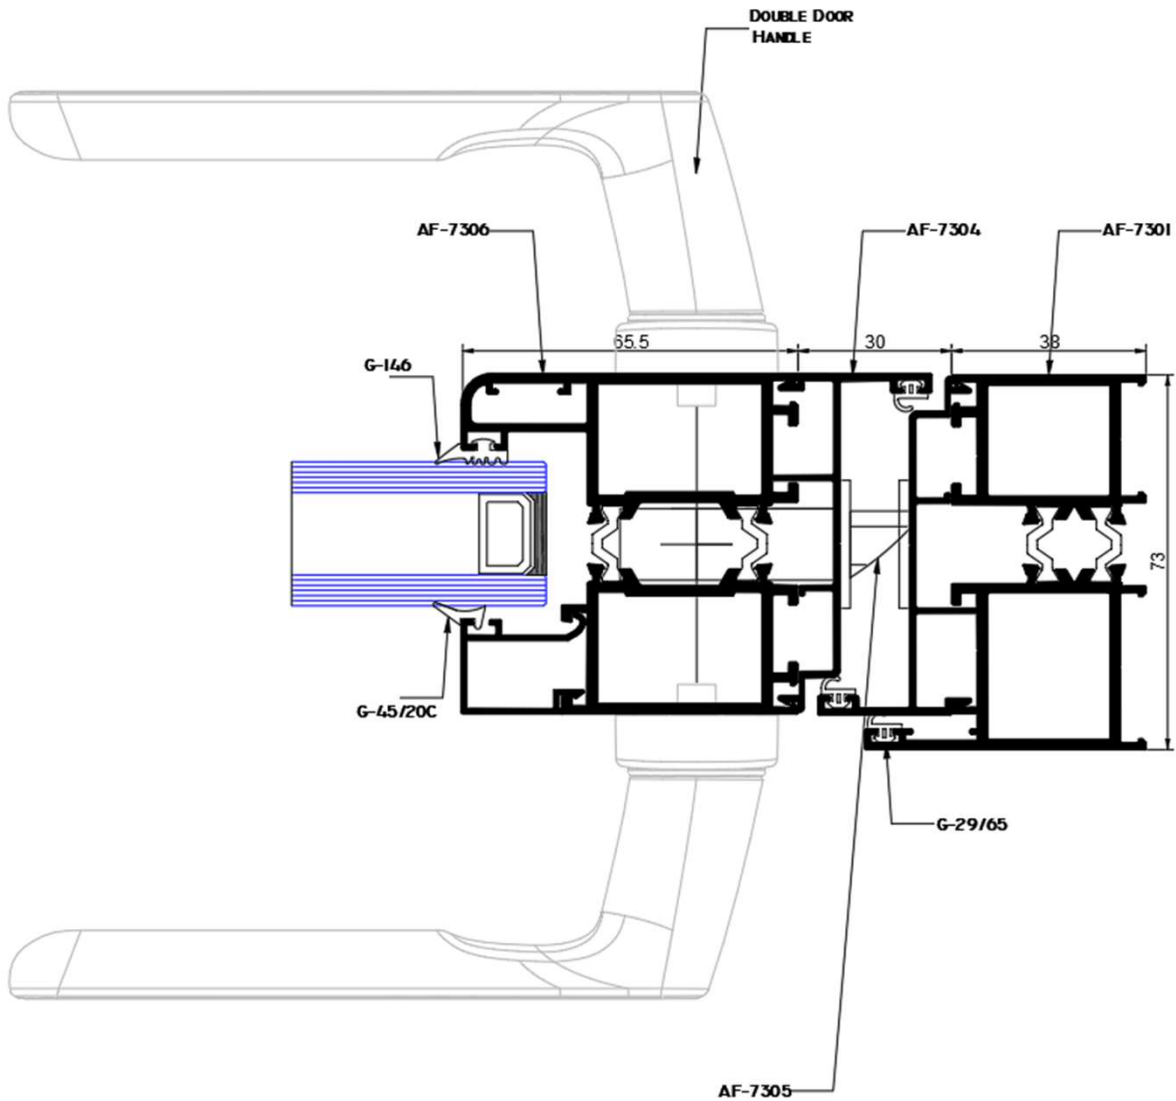 DOUBLE DOOR
HANDLE
AF-7306
AF-7304
AF-7301
65.5
30
38
G-146
73
G-45/20C
G-29/65
AF-7305